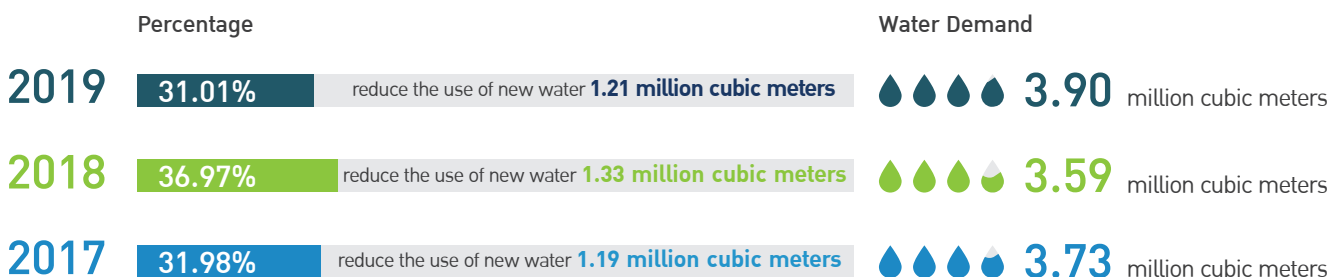 Percentage Water Demand
2019 31.01% reduce the use of new water 1.21 million cubic meters 3.90 million cubic meters
2018 36.97% reduce the use of new water 1.33 million cubic meters 3.59 million cubic meters
2017 31.98% reduce the use of new water 1.19 million cubic meters 3.73 million cubic meters